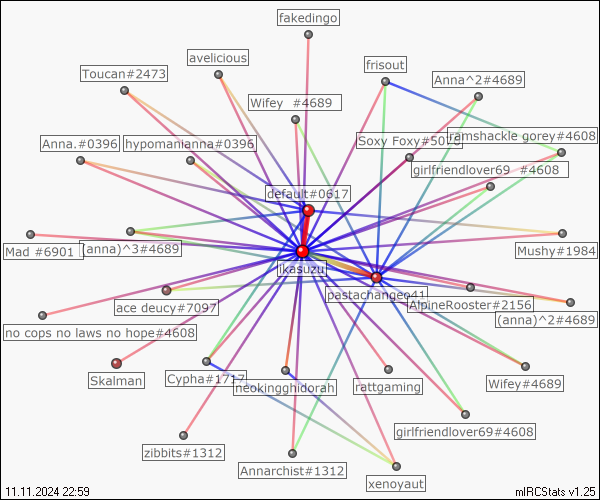 fakedingo
avelicious
frisout
Toucan#2473
Anna^2#4689
Wifey #4689
Anna.#0396
hypomanianna#0396
Soxy Foxy#5076
ramshackle gorey#4608
girlfriendlover69 #4608
default#0617
Mad #6901
(anna)^3#4689
Mushy#1984
ikasuzu
pastachange041
ace deucy#7097
AlpineRooster#2156
(anna)^2#4689
no cops no laws no hope#4608
Skalman
Cypha#1717
neokingghidorah
rattgaming
Wifey#4689
girlfriendlover69#4608
zibbits#1312
Annarchist#1312
xenoyaut
11.11.2024 22:59
mIRCStats v1.25